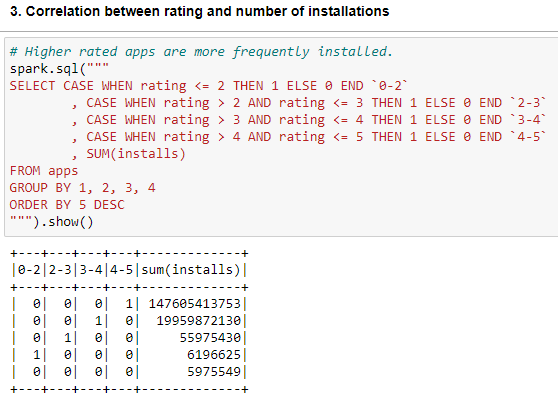 3. Correlation between rating and number of installations
# Higher rated apps are more frequently installed.
spark.sql("""
SELECT CASE WHEN rating <= 2 THEN 1 ELSE 0 END `0-2`
, CASE WHEN rating > 2 AND rating <= 3 THEN 1 ELSE 0 END `2-3`
, CASE WHEN rating > 3 AND rating <= 4 THEN 1 ELSE 0 END `3-4`
, CASE WHEN rating > 4 AND rating <= 5 THEN 1 ELSE 0 END `4-5`
, SUM(installs)
FROM apps
GROUP BY 1, 2, 3, 4
ORDER BY 5 DESC
""").show()
+---+---+---+---+-------------+
|0-2|2-3|3-4|4-5|sum(installs)|
+---+---+---+---+-------------+
|  0|  0|  0|  1| 147605413753|
|  0|  0|  1|  0|  19959872130|
|  0|  1|  0|  0|     55975430|
|  1|  0|  0|  0|      6196625|
|  0|  0|  0|  0|      5975549|
+---+---+---+---+-------------+